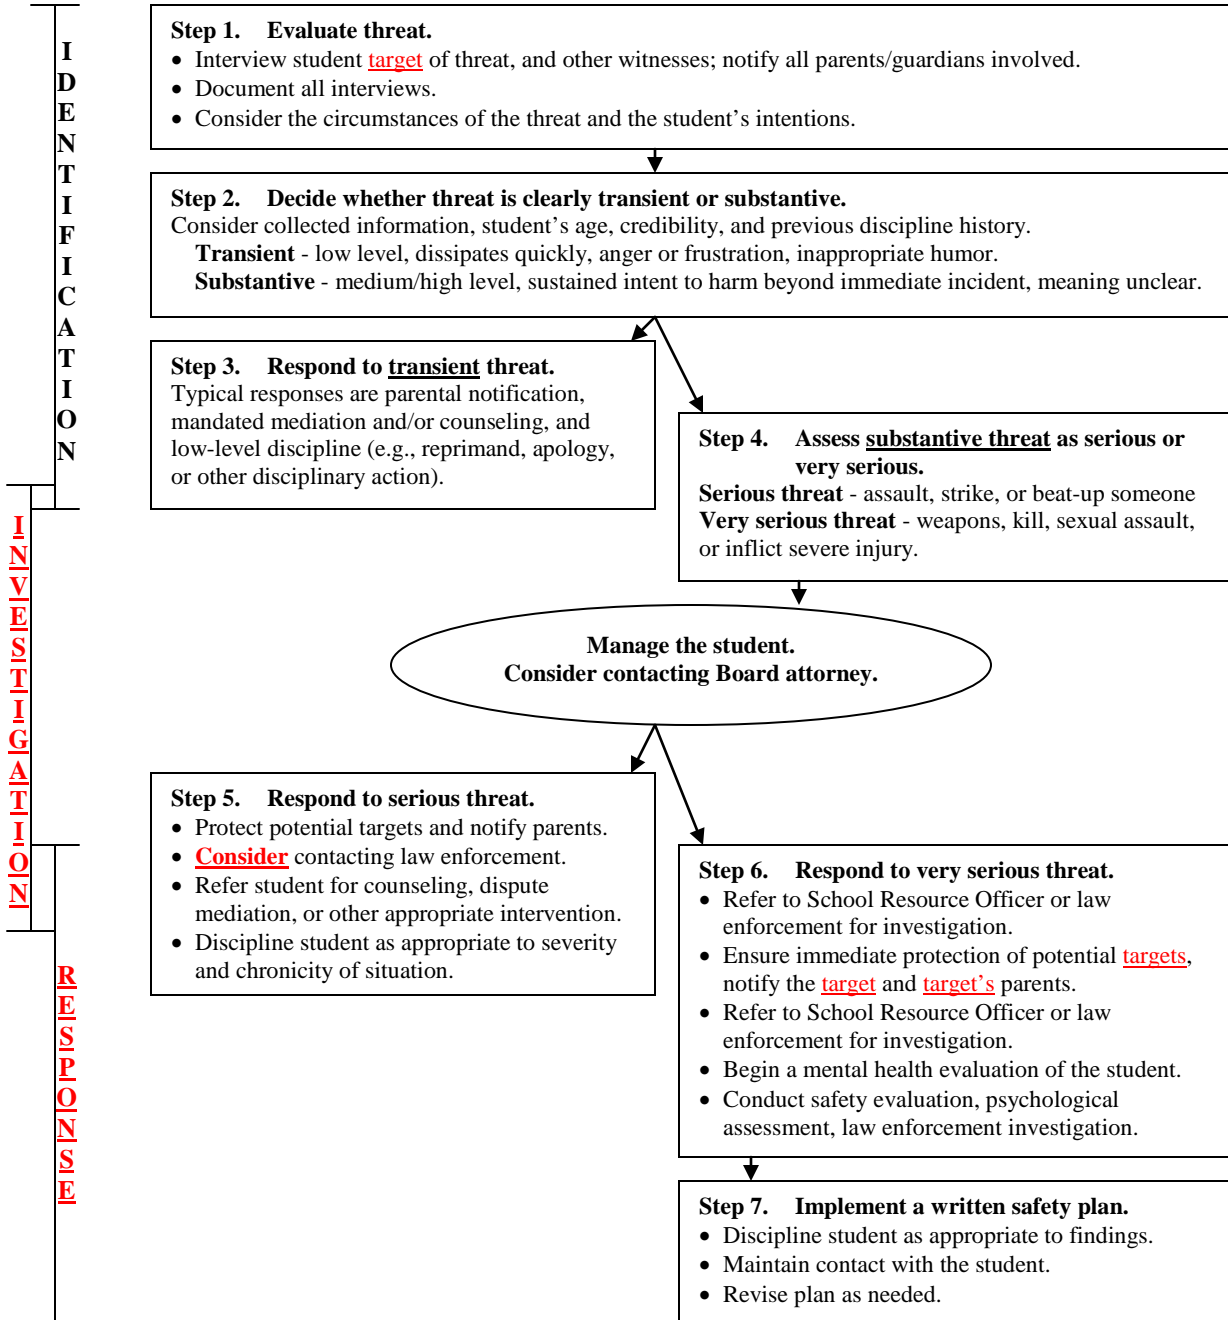 IDENTIFICATION
INVESTIGATION
RESPONSE
Step 1. Evaluate threat.
• Interview student target of threat, and other witnesses; notify all parents/guardians involved.
• Document all interviews.
• Consider the circumstances of the threat and the student’s intentions.
Step 2. Decide whether threat is clearly transient or substantive.
Consider collected information, student’s age, credibility, and previous discipline history.
Transient - low level, dissipates quickly, anger or frustration, inappropriate humor.
Substantive - medium/high level, sustained intent to harm beyond immediate incident, meaning unclear.
Step 3. Respond to transient threat.
Typical responses are parental notification,
mandated mediation and/or counseling, and
low-level discipline (e.g., reprimand, apology,
or other disciplinary action).
Step 4. Assess substantive threat as serious or
very serious.
Serious threat - assault, strike, or beat-up someone
Very serious threat - weapons, kill, sexual assault,
or inflict severe injury.
Manage the student.
Consider contacting Board attorney.
Step 5. Respond to serious threat.
• Protect potential targets and notify parents.
• Consider contacting law enforcement.
• Refer student for counseling, dispute
mediation, or other appropriate intervention.
• Discipline student as appropriate to severity
and chronicity of situation.
Step 6. Respond to very serious threat.
• Refer to School Resource Officer or law
enforcement for investigation.
• Ensure immediate protection of potential targets,
notify the target and target’s parents.
• Refer to School Resource Officer or law
enforcement for investigation.
• Begin a mental health evaluation of the student.
• Conduct safety evaluation, psychological
assessment, law enforcement investigation.
Step 7. Implement a written safety plan.
• Discipline student as appropriate to findings.
• Maintain contact with the student.
• Revise plan as needed.